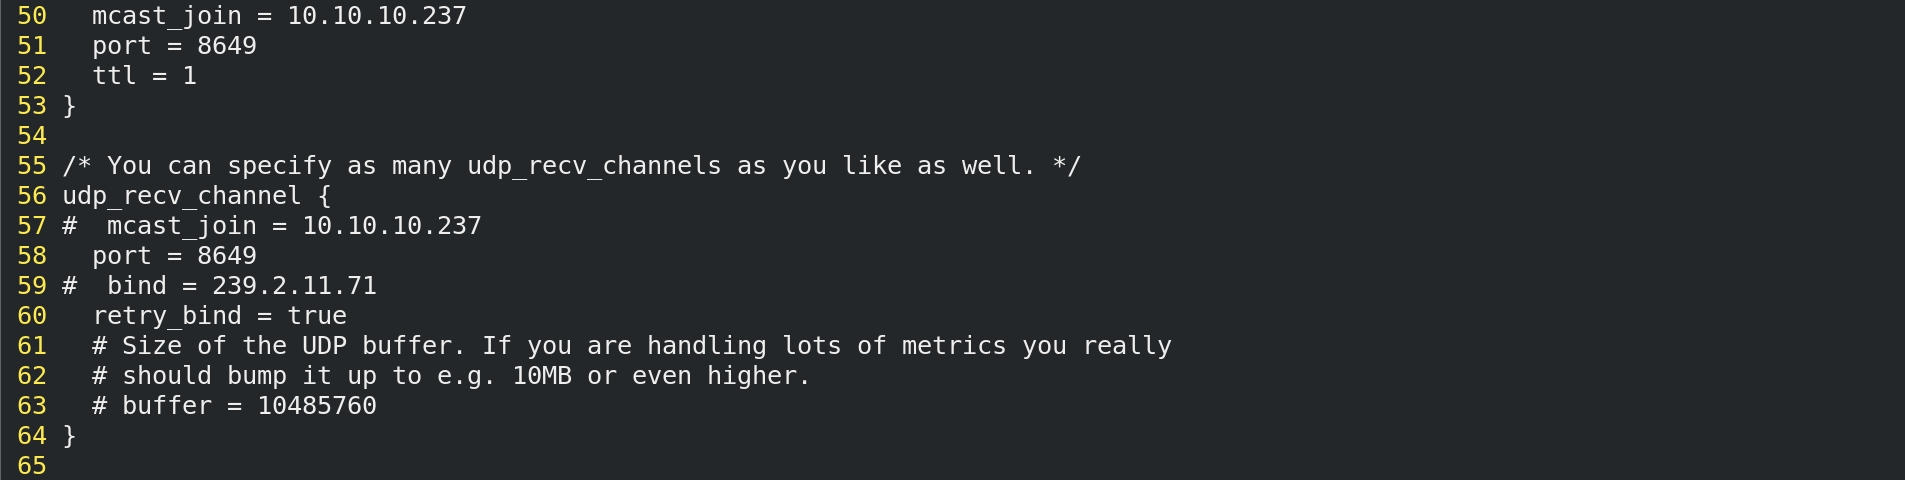 50   mcast_join = 10.10.10.237
51   port = 8649
52   ttl = 1
53 }
54
55 /* You can specify as many udp_recv_channels as you like as well. */
56 udp_recv_channel {
57 #  mcast_join = 10.10.10.237
58   port = 8649
59 #  bind = 239.2.11.71
60   retry_bind = true
61   # Size of the UDP buffer. If you are handling lots of metrics you really
62   # should bump it up to e.g. 10MB or even higher.
63   # buffer = 10485760
64 }
65